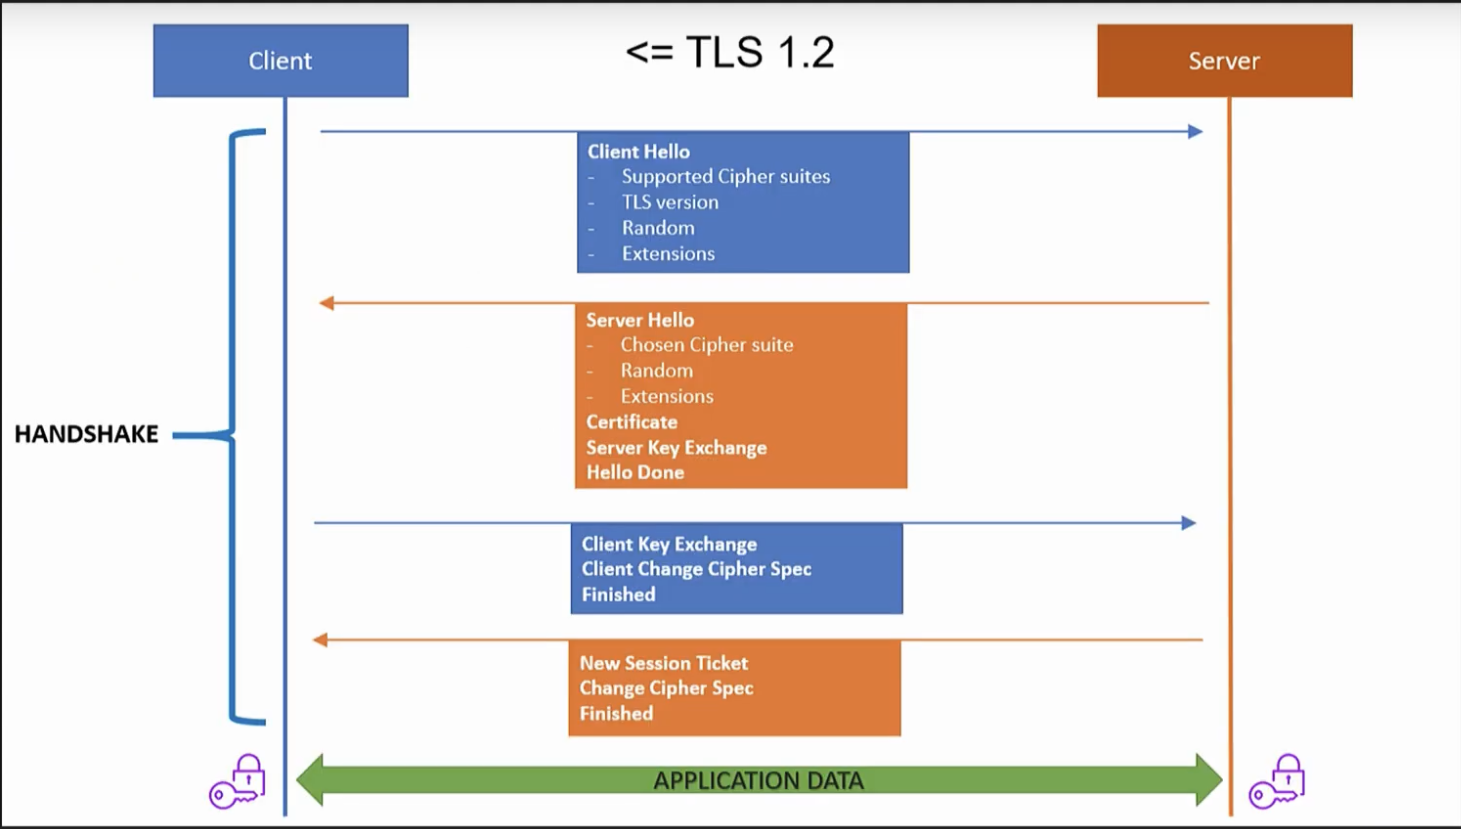 Client
<= TLS 1.2
Server
Client Hello
- Supported Cipher suites
- TLS version
- Random
- Extensions
Server Hello
- Chosen Cipher suite
- Random
- Extensions
Certificate
Server Key Exchange
Hello Done
HANDSHAKE
Client Key Exchange
Client Change Cipher Spec
Finished
New Session Ticket
Change Cipher Spec
Finished
APPLICATION DATA